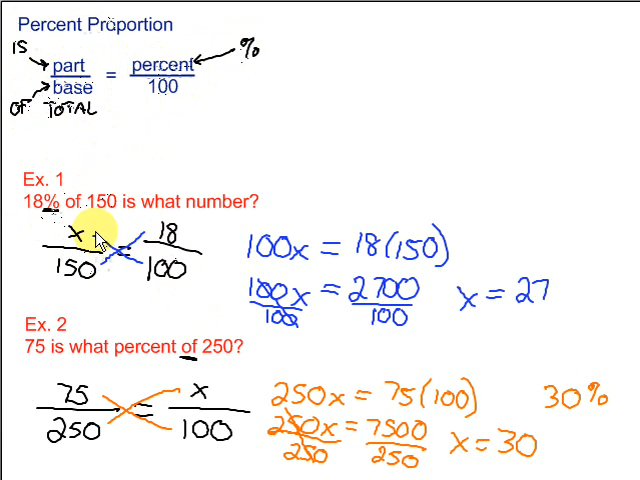 Percent Proportion
IS
%
part = percent
base 100
OF TOTAL
Ex. 1
18% of 150 is what number?
x = 18
150 100
100x = 18(150)
100x = 2700
100 100
x = 27
Ex. 2
75 is what percent of 250?
75 = x
250 100
250x = 75(100)
30%
250x = 7500
250 250
x = 30